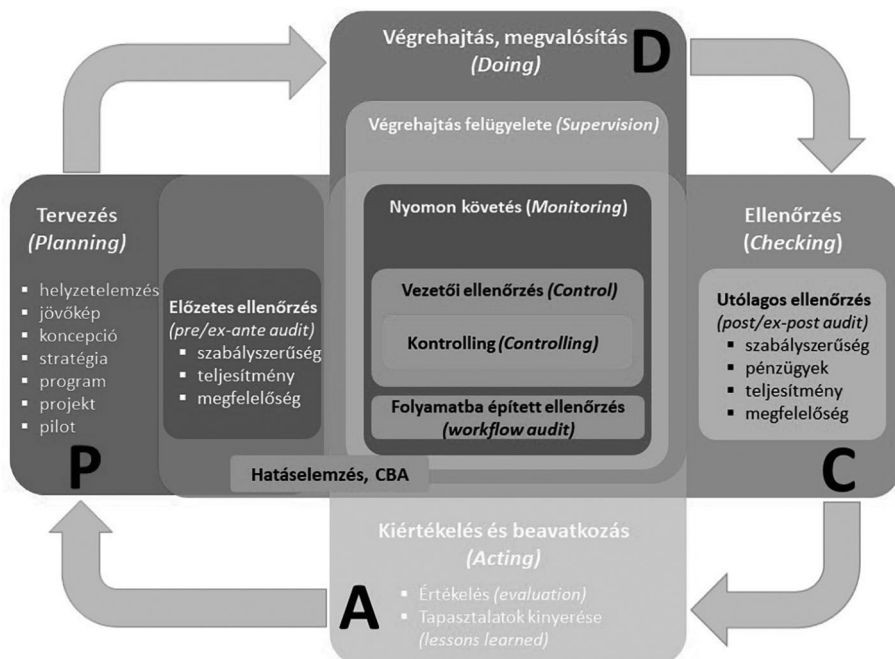 Végrehajtás, megvalósítás
(Doing)
D
Végrehajtás felügyelete (Supervision)
Nyomon követés (Monitoring)
Vezetői ellenőrzés (Control)
Kontrolling (Controlling)
Folyamatba épített ellenőrzés
(workflow audit)
Tervezés
(Planning)
▪ helyzetelemzés
▪ jövőkép
▪ koncepció
▪ stratégia
▪ program
▪ projekt
▪ pilot
P
Előzetes ellenőrzés
(pre/ex-ante audit)
▪ szabályszerűség
▪ teljesítmény
▪ megfelelőség
Hatáselemzés, CBA
Ellenőrzés
(Checking)
Utólagos ellenőrzés
(post/ex-post audit)
▪ szabályszerűség
▪ pénzügyek
▪ teljesítmény
▪ megfelelőség
C
Kiértékelés és beavatkozás
(Acting)
A
▪ Értékelés (evaluation)
▪ Tapasztalatok kinyerése
(lessons learned)